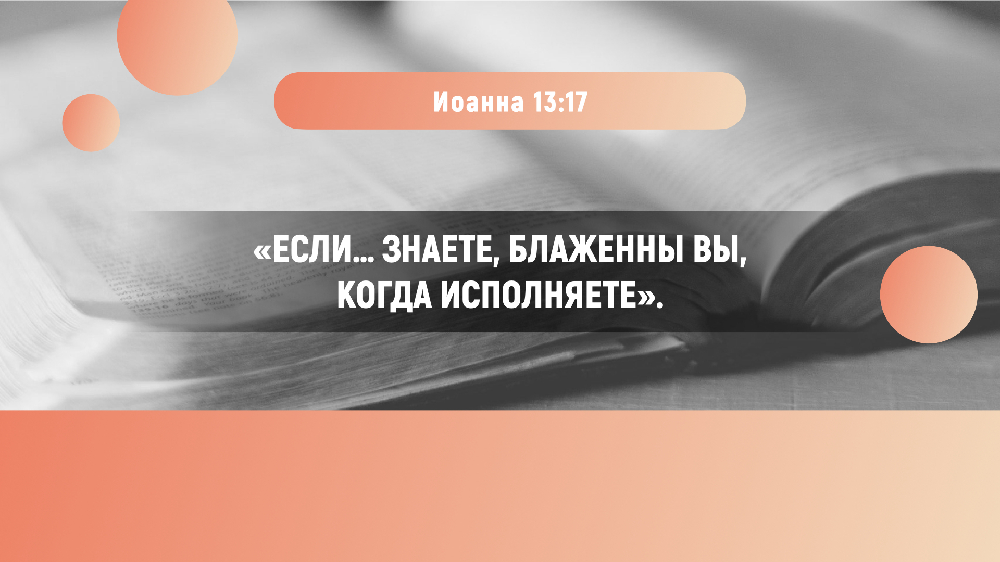 Иоанна 13:17
«ЕСЛИ... ЗНАЕТЕ, БЛАЖЕННЫ ВЫ,
КОГДА ИСПОЛНЯЕТЕ».